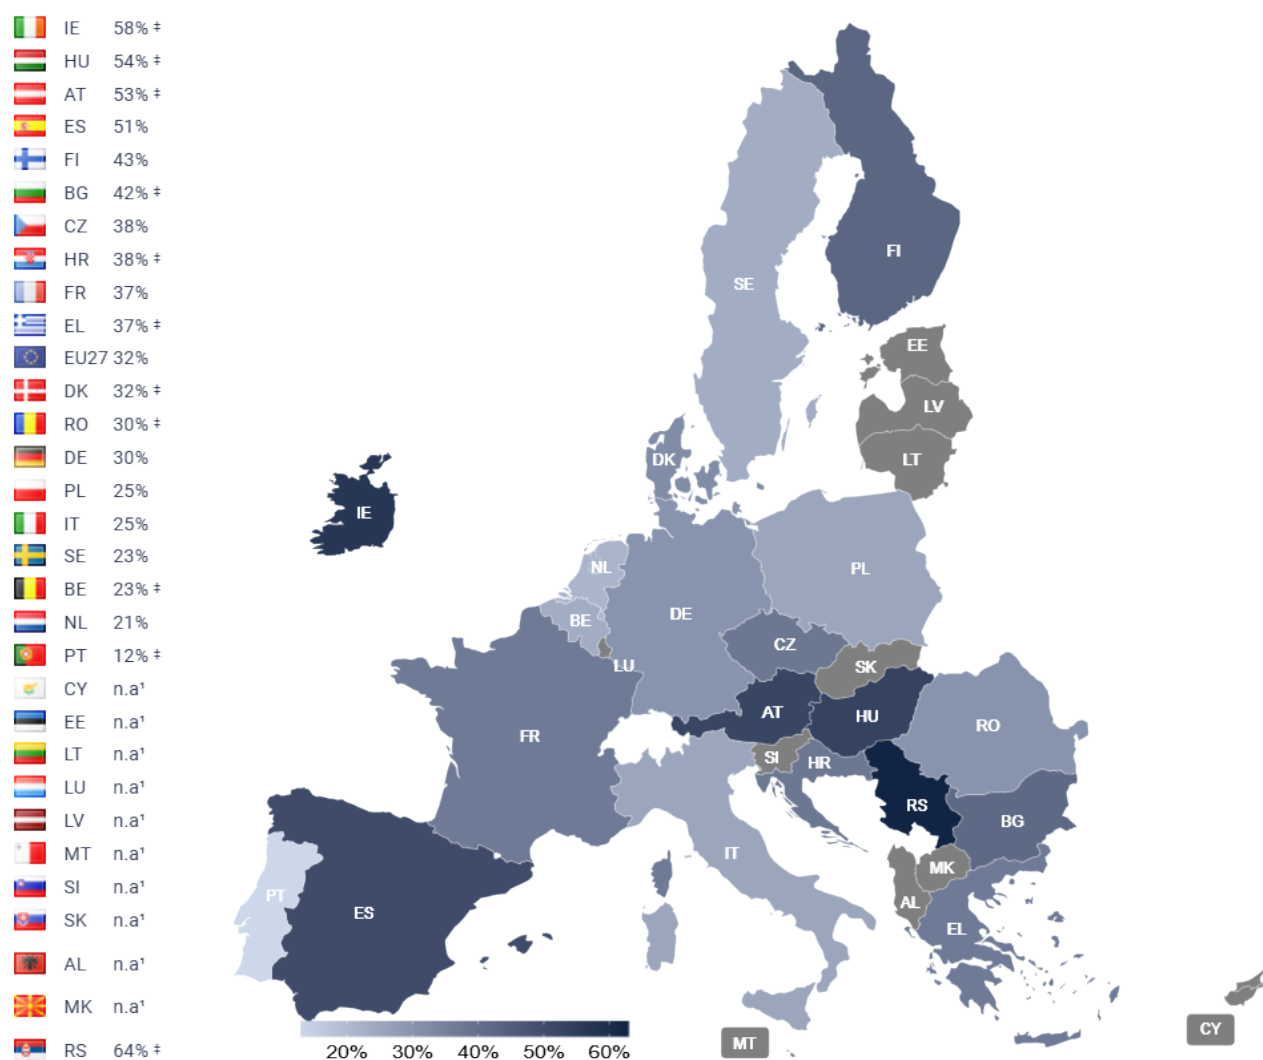 IE 58% ‡
HU 54% ‡
AT 53% ‡
ES 51%
FI 43%
BG 42% ‡
CZ 38%
HR 38% ‡
FR 37%
EL 37% ‡
EU27 32%
DK 32% ‡
RO 30% ‡
DE 30%
PL 25%
IT 25%
SE 23%
BE 23% ‡
NL 21%
PT 12% ‡
CY n.a¹
EE n.a¹
LT n.a¹
LU n.a¹
LV n.a¹
MT n.a¹
SI n.a¹
SK n.a¹
AL n.a¹
MK n.a¹
RS 64% ‡
FI
SE
EE
LV
LT
DK
IE
NL
PL
DE
BE
CZ
LU
SK
AT
HU
RO
FR
SI
HR
RS
BG
IT
MK
PT
AL
ES
EL
CY
MT
20% 30% 40% 50% 60%